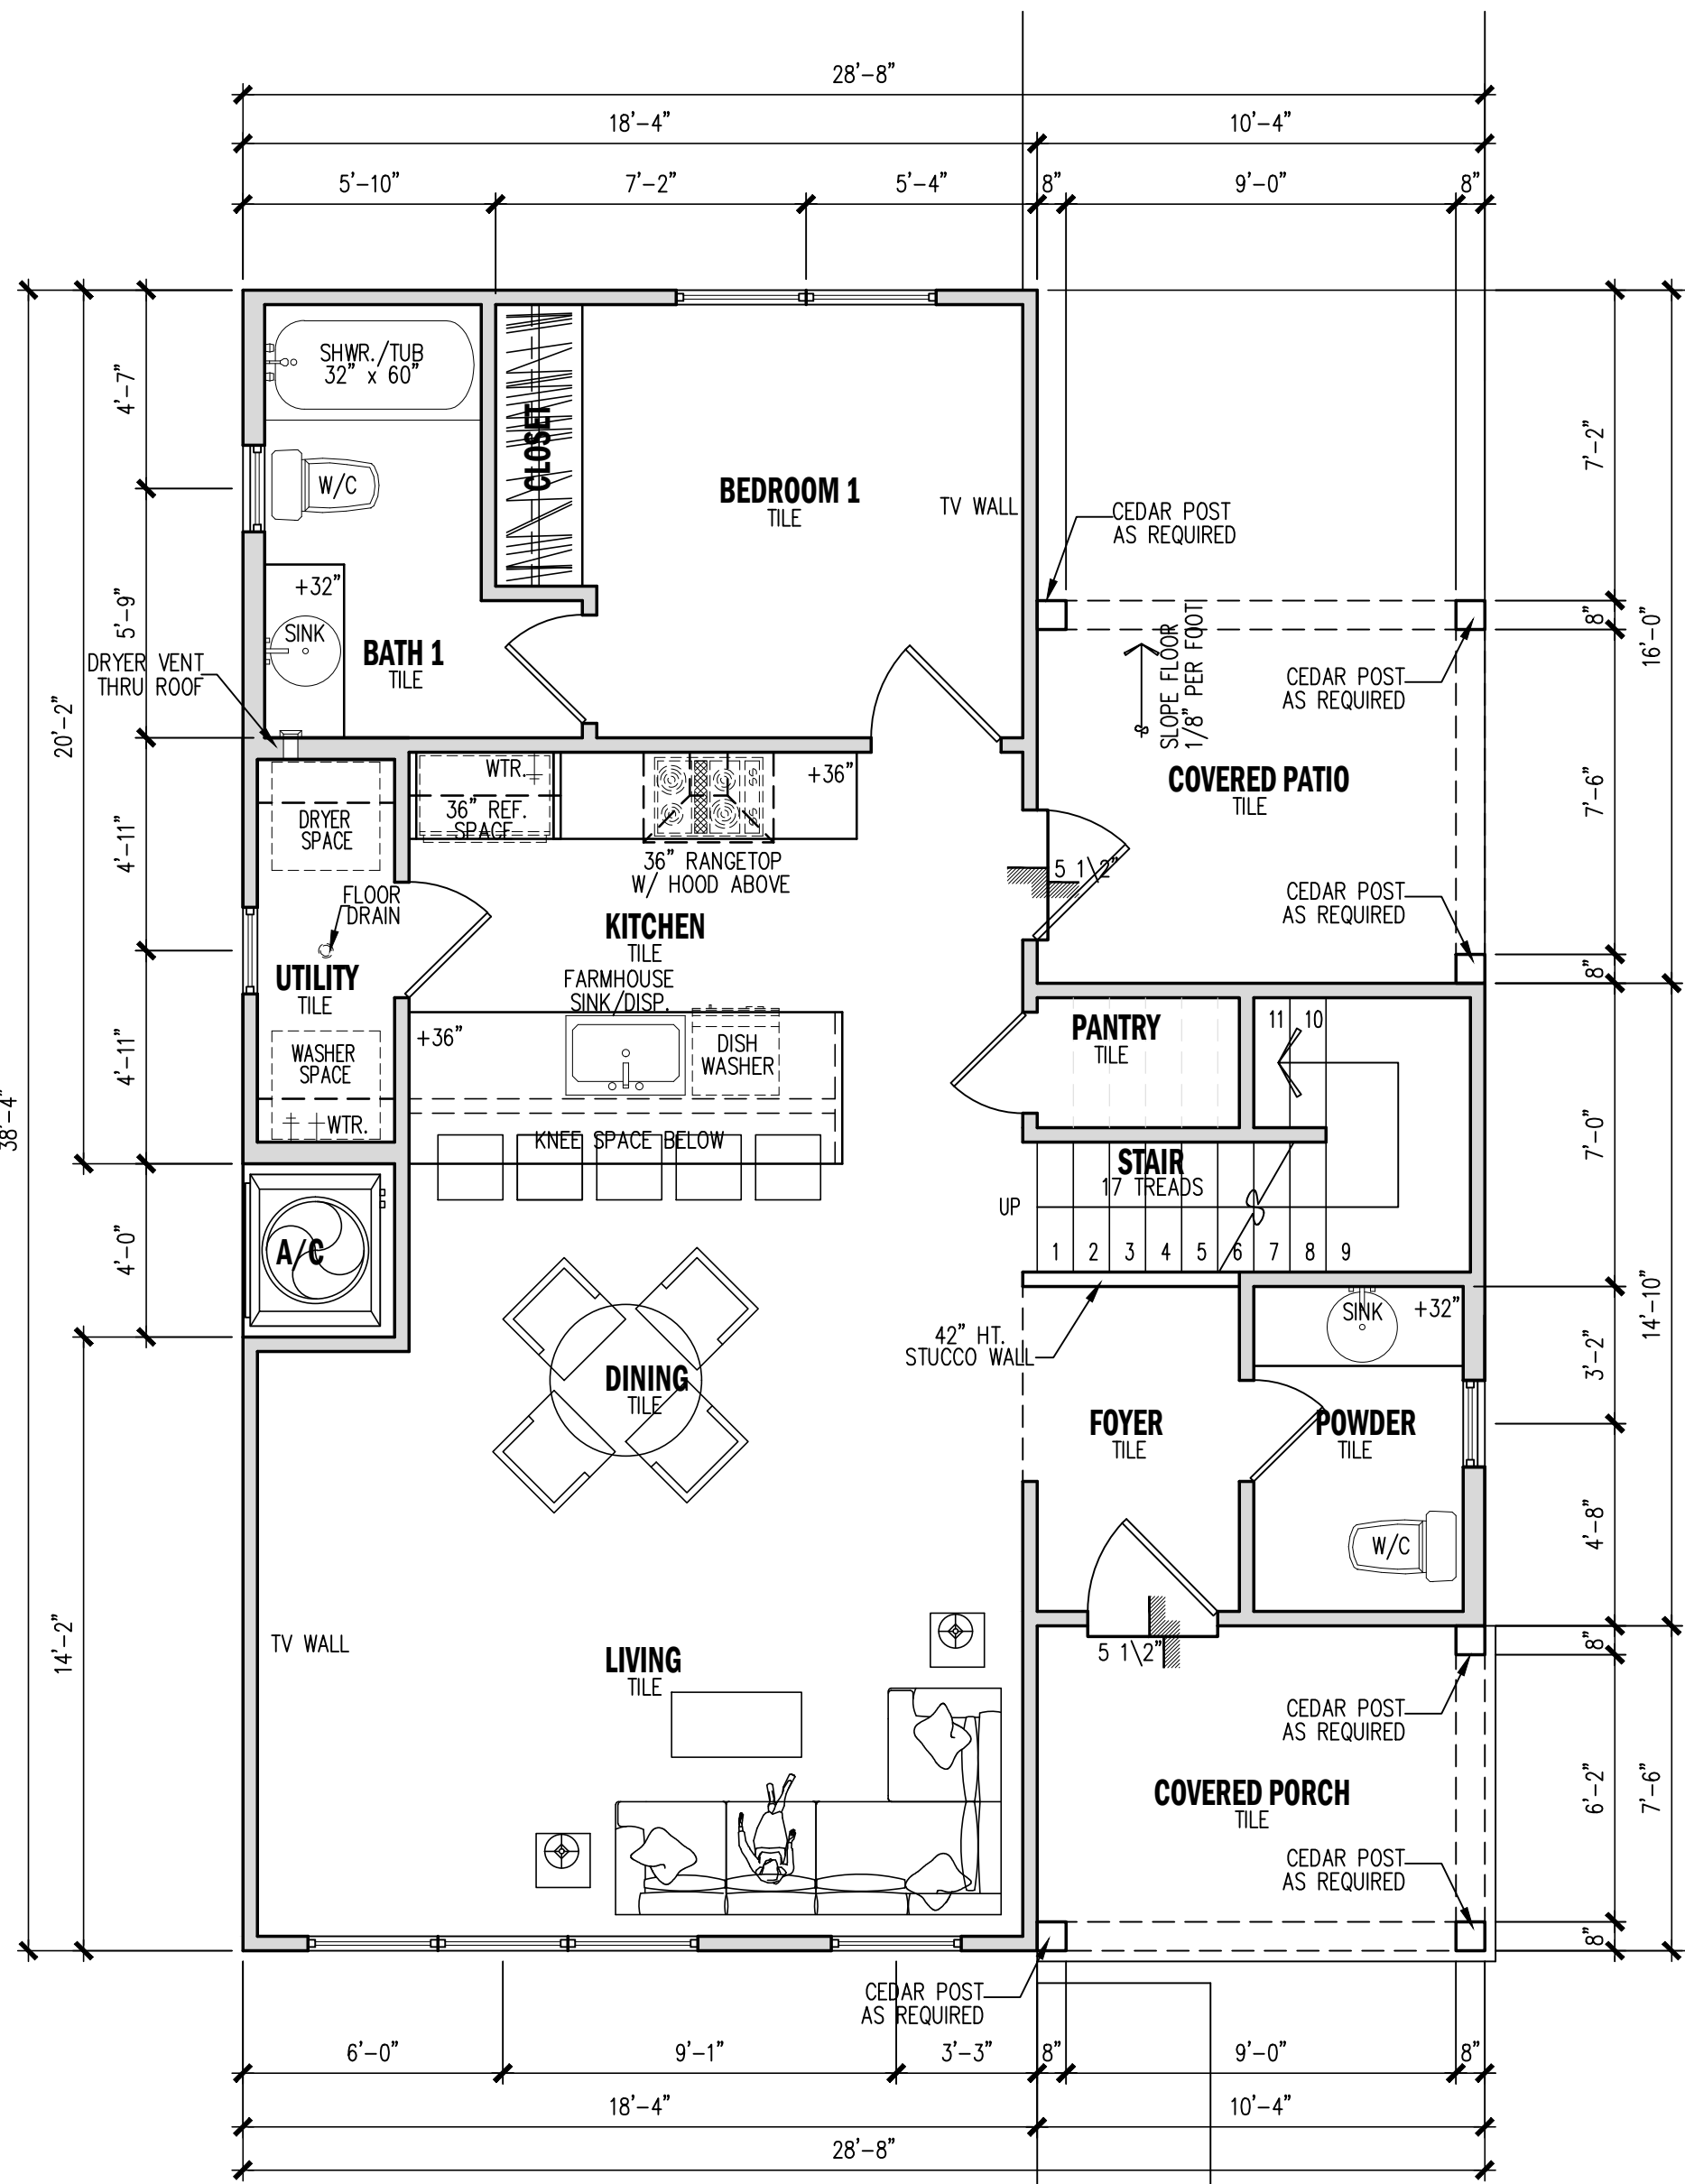 28'-8"
18'-4"
10'-4"
5'-10"
7'-2"
5'-4"
8"
9'-0"
8"
SHWR./TUB
32" x 60"
W/C
+32"
SINK
BATH 1
TILE
CLOSET
BEDROOM 1
TILE
TV WALL
CEDAR POST
AS REQUIRED
CEDAR POST
AS REQUIRED
SLOPE FLOOR
1/8" PER FOOT
COVERED PATIO
TILE
CEDAR POST
AS REQUIRED
4'-7"
5'-9"
DRYER VENT
THRU ROOF
20'-2"
4'-11"
4'-11"
38'-4"
4'-0"
14'-2"
7'-2"
8"
16'-0"
7'-6"
8"
7'-0"
14'-10"
3'-2"
4'-8"
8"
6'-2"
7'-6"
8"
DRYER
SPACE
FLOOR
DRAIN
UTILITY
TILE
WASHER
SPACE
WTR.
WTR.
36" REF.
SPACE
+36"
36" RANGETOP
W/ HOOD ABOVE
5 1\2"
KITCHEN
TILE
FARMHOUSE
SINK/DISP.
+36"
DISH
WASHER
KNEE SPACE BELOW
PANTRY
TILE
11
10
STAIR
17 TREADS
UP
1
2
3
4
5
6
7
8
9
A/C
DINING
TILE
42" HT.
STUCCO WALL
SINK
+32"
FOYER
TILE
POWDER
TILE
W/C
5 1\2"
TV WALL
LIVING
TILE
CEDAR POST
AS REQUIRED
COVERED PORCH
TILE
CEDAR POST
AS REQUIRED
CEDAR POST
AS REQUIRED
6'-0"
9'-1"
3'-3"
8"
9'-0"
8"
18'-4"
10'-4"
28'-8"